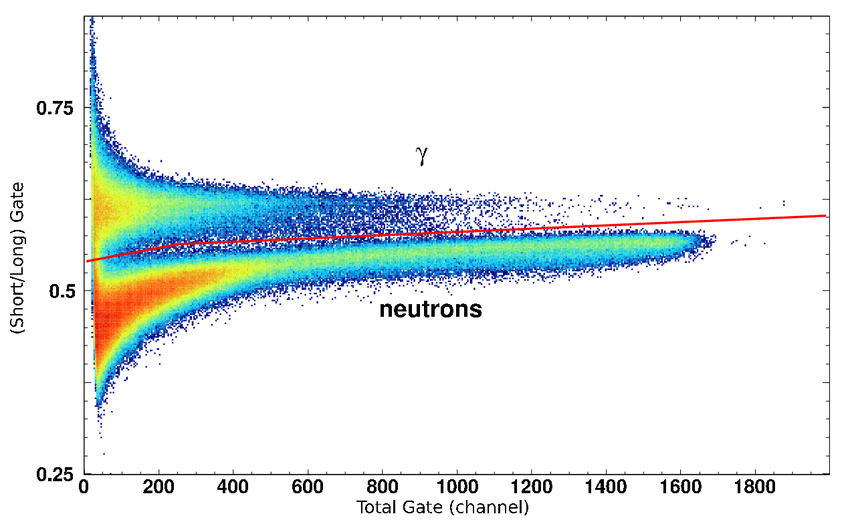 γ
0.75
(Short/Long) Gate
0.5
neutrons
0.25
0 200 400 600 800 1000 1200 1400 1600 1800
Total Gate (channel)